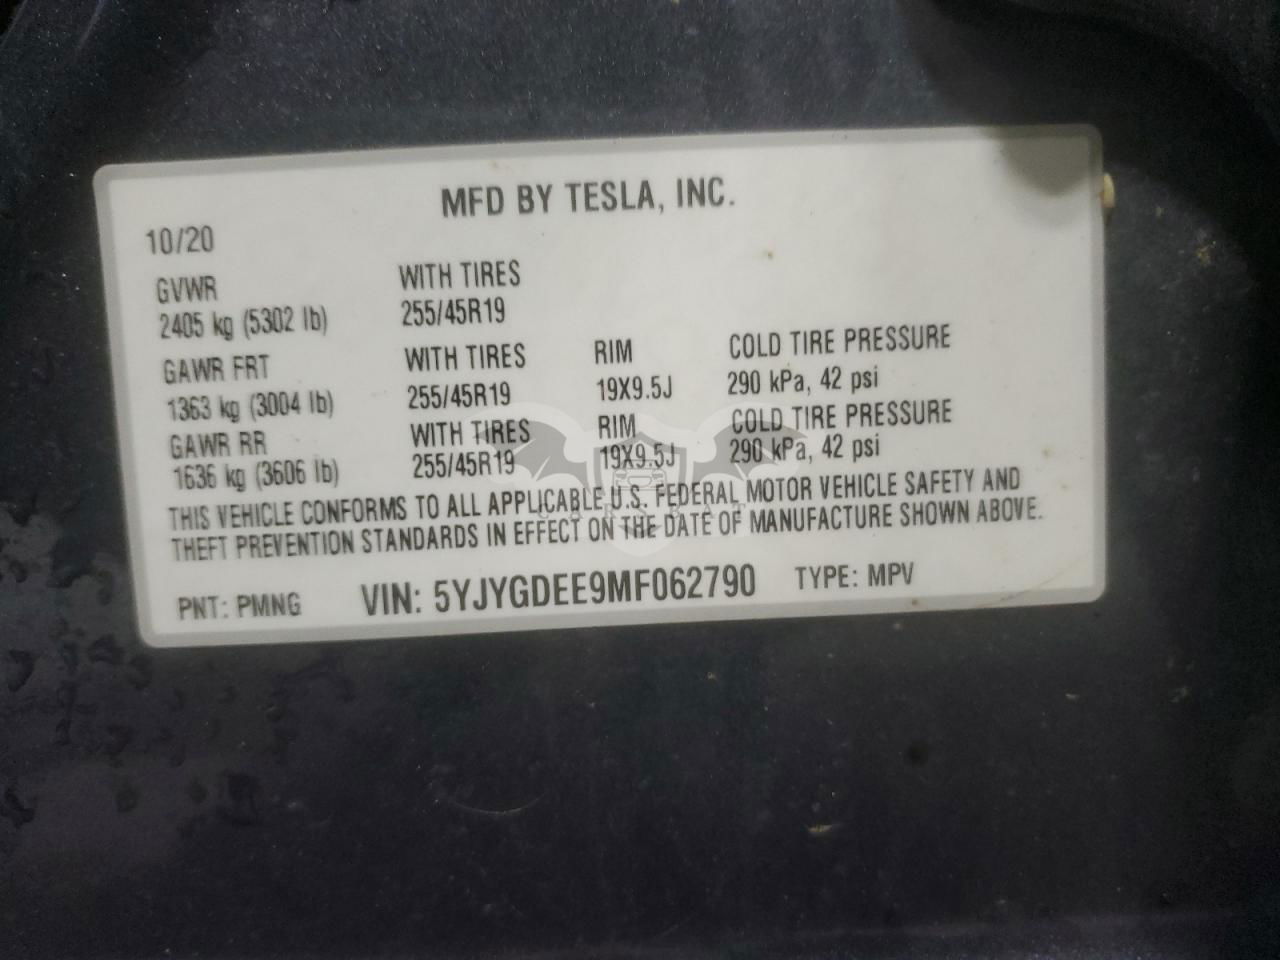 MFD BY TESLA, INC.
10/20
GVWR WITH TIRES
2405 kg (5302 lb) 255/45R19
GAWR FRT WITH TIRES RIM COLD TIRE PRESSURE
1363 kg (3004 lb) 255/45R19 19X9.5J 290 kPa, 42 psi
GAWR RR WITH TIRES RIM COLD TIRE PRESSURE
1636 kg (3606 lb) 255/45R19 19X9.5J 290 kPa, 42 psi
THIS VEHICLE CONFORMS TO ALL APPLICABLE U.S. FEDERAL MOTOR VEHICLE SAFETY AND
THEFT PREVENTION STANDARDS IN EFFECT ON THE DATE OF MANUFACTURE SHOWN ABOVE.
PNT: PMNG VIN: 5YJYGDEE9MF062790 TYPE: MPV